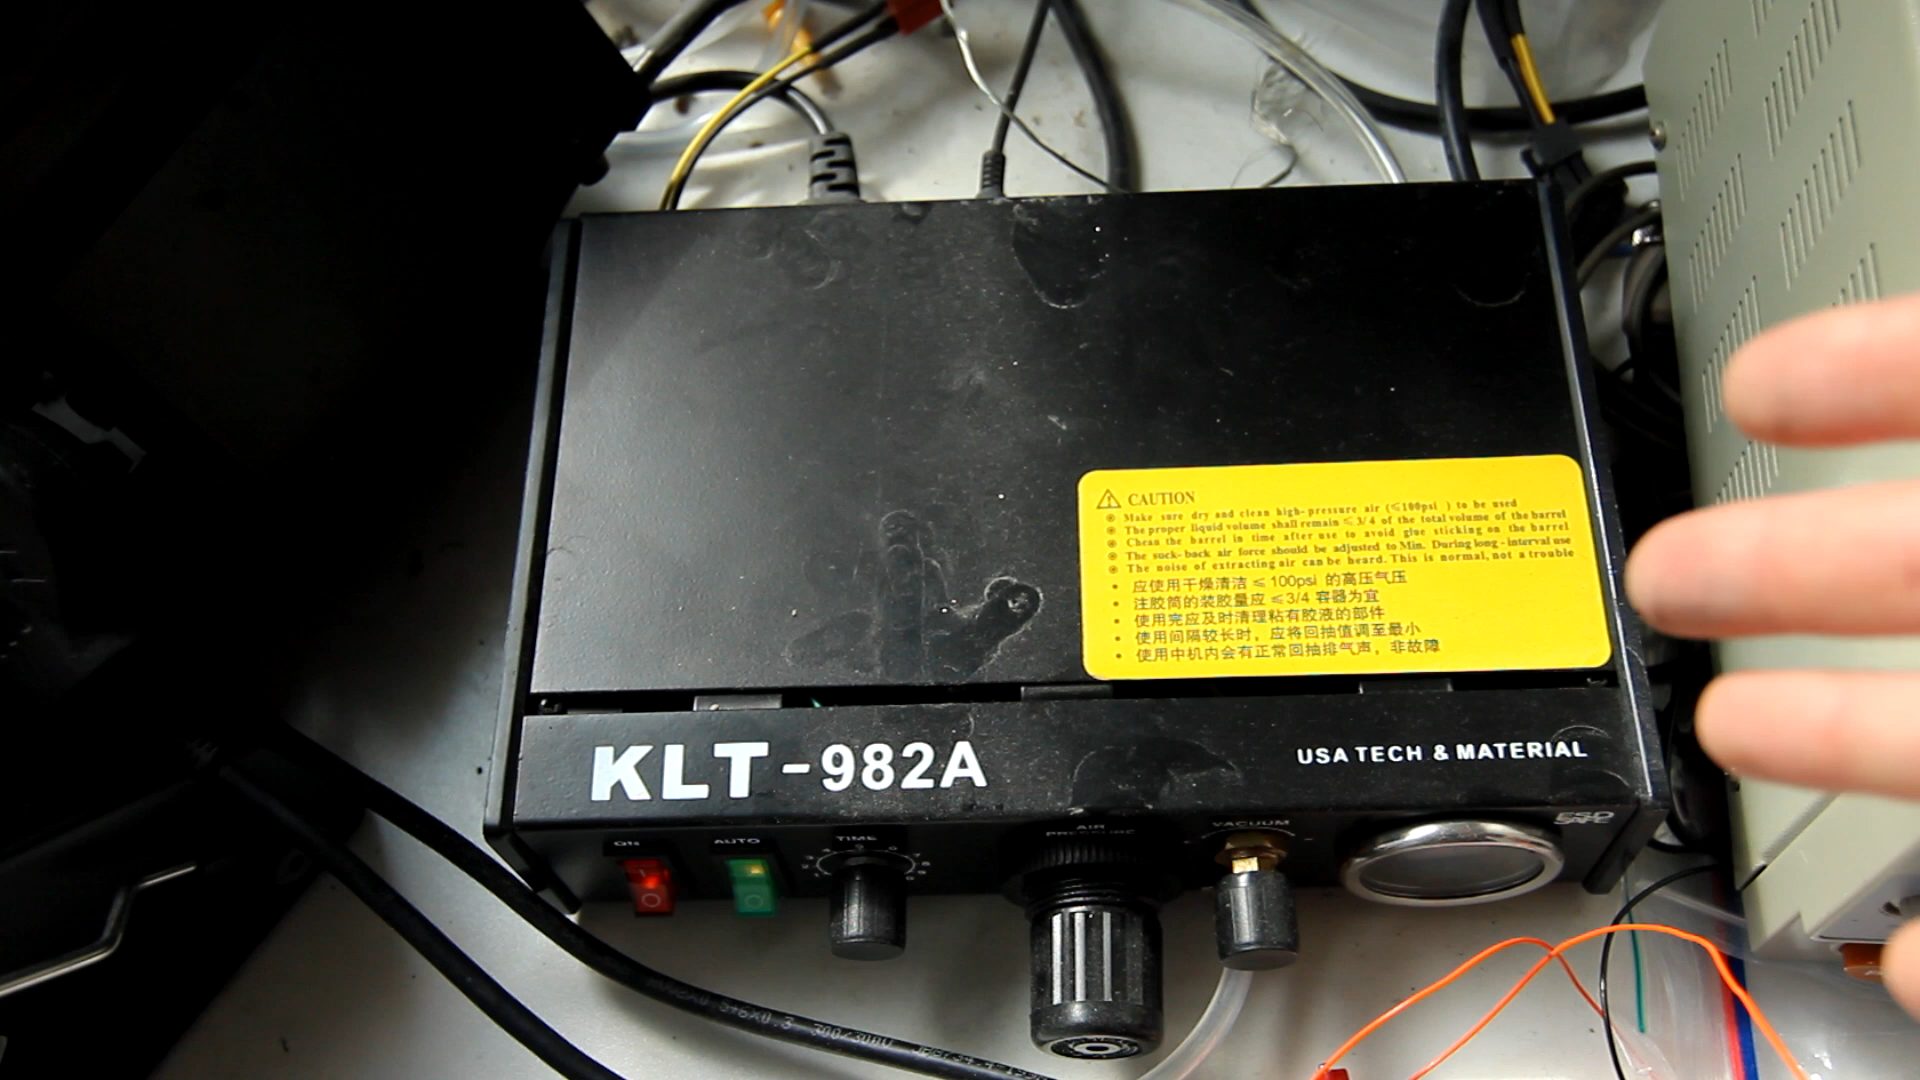 ⚠ CAUTION
Make sure dry and clean high-pressure air (≤100psi ) to be used
The proper liquid volume shall remain ≤3/4 of the total volume of the barrel
Clean the barrel in time after use to avoid glue sticking on the barrel
The suck-back air force should be adjusted to Min. During long-interval use
The noise of extracting air can be heard. This is normal, not a trouble
• 应使用干燥清洁 ≤ 100psi 的高压气压
• 注胶筒的装胶量应 ≤ 3/4 容器为宜
• 使用完应及时清理粘有胶液的部件
• 使用间隔较长时，应将回抽值调至最小
• 使用中机内会有正常回抽排气声，非故障
KLT-982A
USA TECH & MATERIAL
ON
AUTO
TIME
AIR
PRESSURE
VACUUM
ESD
SAFE
300/300V